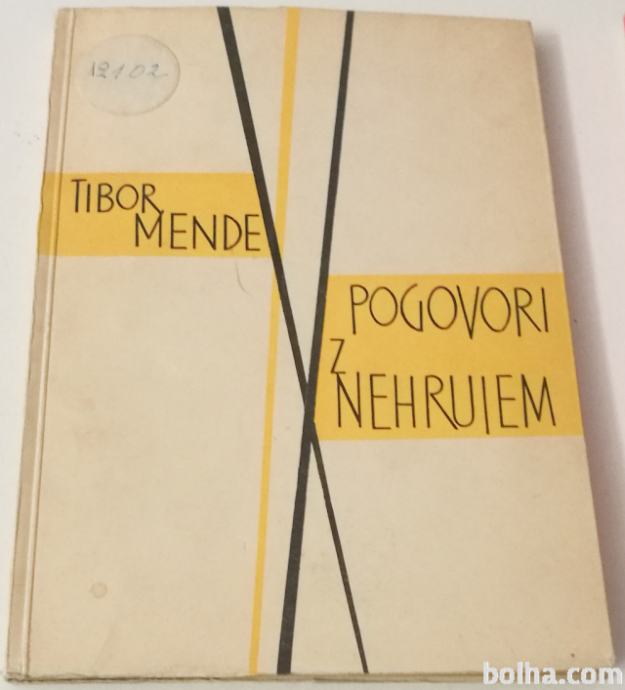 12102
TIBOR
MENDE
POGOVORI
Z
NEHRUJEM
bolha.com